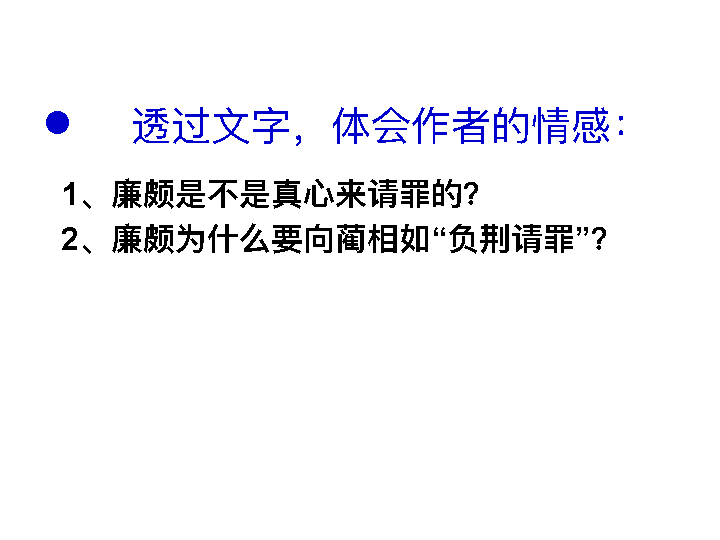 ● 透过文字，体会作者的情感：
1、廉颇是不是真心来请罪的？
2、廉颇为什么要向蔺相如“负荆请罪”？